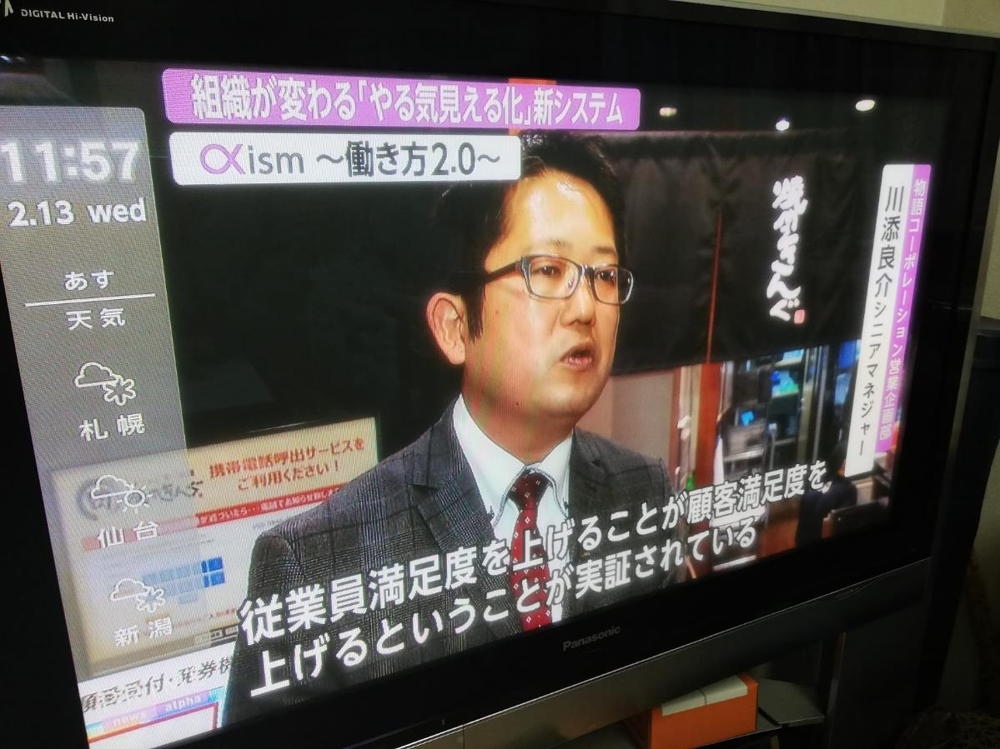 DIGITAL Hi-Vision
組織が変わる「やる気見える化」新システム
αism ～働き方2.0～
11:57
2.13 wed
あす
天気
札幌
仙台
新潟
焼肉きんぐ
物語コーポレーション営業企画部
川添良介シニアマネジャー
携帯電話呼出サービスを
ご利用ください！
従業員満足度を上げることが顧客満足度を
上げるということが実証されている
受付・発券機
news alpha
Panasonic